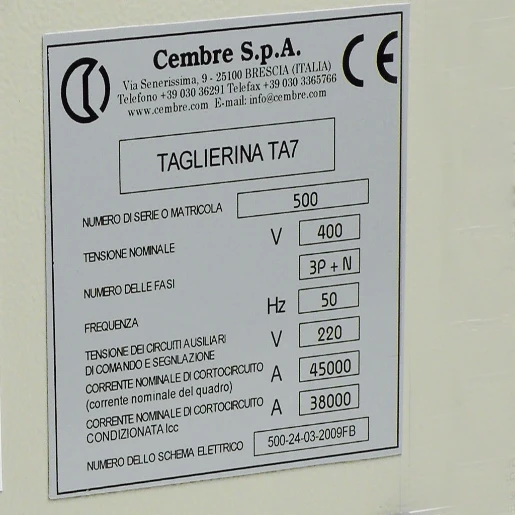 Cembre S.p.A.
Via Senerissima, 9 - 25100 BRESCIA (ITALIA)
Telefono +39 030 36291 Telefax +39 030 3365766
www.cembre.com E-mail: info@cembre.com
CE
TAGLIERINA TA7
NUMERO DI SERIE O MATRICOLA 500
TENSIONE NOMINALE V 400
NUMERO DELLE FASI 3P + N
FREQUENZA Hz 50
TENSIONE DEI CIRCUITI AUSILIARI
DI COMANDO E SEGNLAZIONE V 220
CORRENTE NOMINALE DI CORTOCIRCUITO
(corrente nominale del quadro) A 45000
CORRENTE NOMINALE DI CORTOCIRCUITO
CONDIZIONATA Icc A 38000
NUMERO DELLO SCHEMA ELETTRICO 500-24-03-2009FB